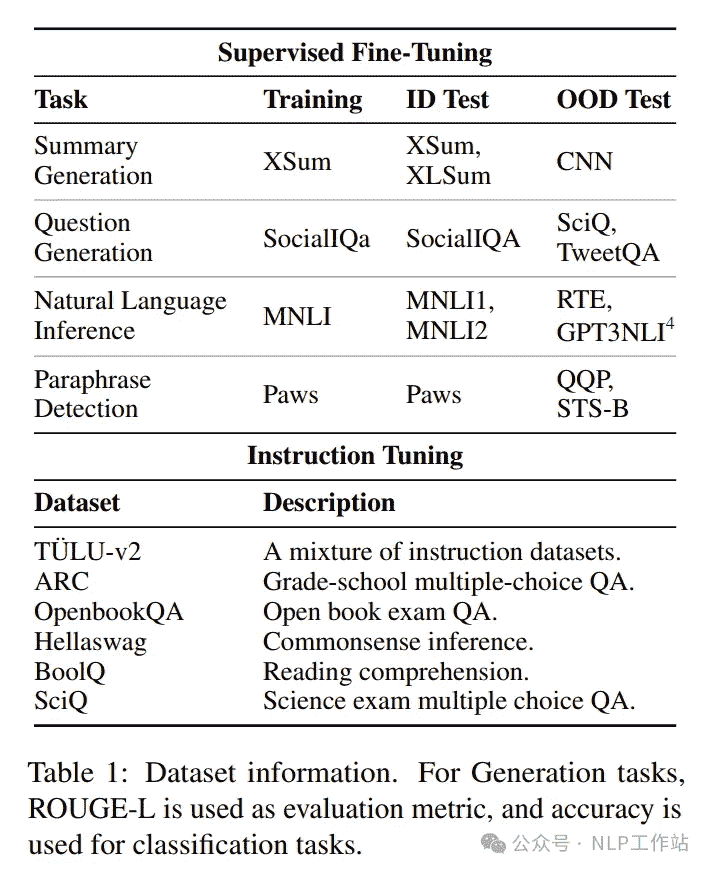 Supervised Fine-Tuning
Task Training ID Test OOD Test
Summary Generation XSum XSum, XLSum CNN
Question Generation SocialIQa SocialIQA SciQ, TweetQA
Natural Language Inference MNLI MNLI1, MNLI2 RTE, GPT3NLI4
Paraphrase Detection Paws Paws QQP, STS-B
Instruction Tuning
Dataset Description
TÜLU-v2 A mixture of instruction datasets.
ARC Grade-school multiple-choice QA.
OpenbookQA Open book exam QA.
Hellaswag Commonsense inference.
BoolQ Reading comprehension.
SciQ Science exam multiple choice QA.
Table 1: Dataset information. For Generation tasks,
ROUGE-L is used as evaluation metric, and accuracy is
used for classification tasks.
公众号 · NLP工作站